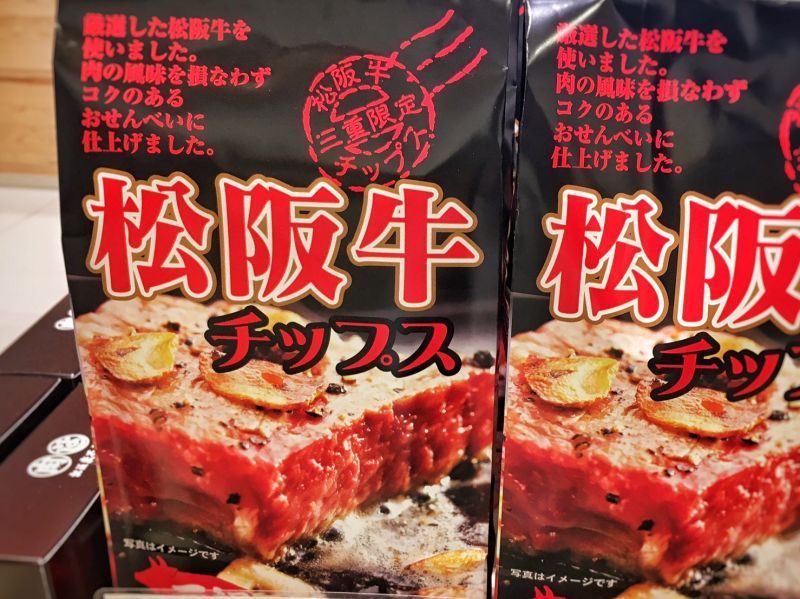 厳選した松阪牛を
使いました。
肉の風味を損なわず
コクのある
おせんべいに
仕上げました。
松阪牛
三重限定
チップス
松阪牛
チップス
写真はイメージです
厳選した松阪牛を
使いました。
肉の風味を損なわず
コクのある
おせんべいに
仕上げました。
松阪
チップ
写真はイメージです